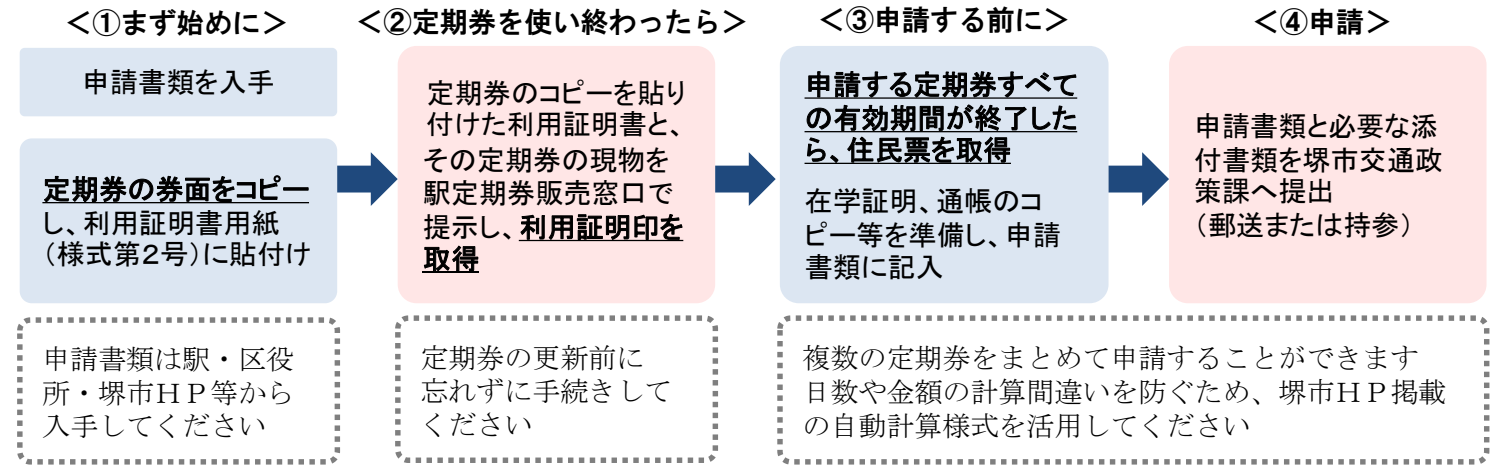 ＜①まず始めに＞
申請書類を入手
定期券の券面をコピー
し、利用証明書用紙
（様式第2号）に貼付け
申請書類は駅・区役
所・堺市ＨＰ等から
入手してください
＜②定期券を使い終わったら＞
定期券のコピーを貼り
付けた利用証明書と、
その定期券の現物を
駅定期券販売窓口で
提示し、利用証明印を
取得
定期券の更新前に
忘れずに手続きして
ください
＜③申請する前に＞
申請する定期券すべて
の有効期間が終了した
ら、住民票を取得
在学証明、通帳のコ
ピー等を準備し、申請
書類に記入
＜④申請＞
申請書類と必要な添
付書類を堺市交通政
策課へ提出
（郵送または持参）
複数の定期券をまとめて申請することができます
日数や金額の計算間違いを防ぐため、堺市ＨＰ掲載
の自動計算様式を活用してください